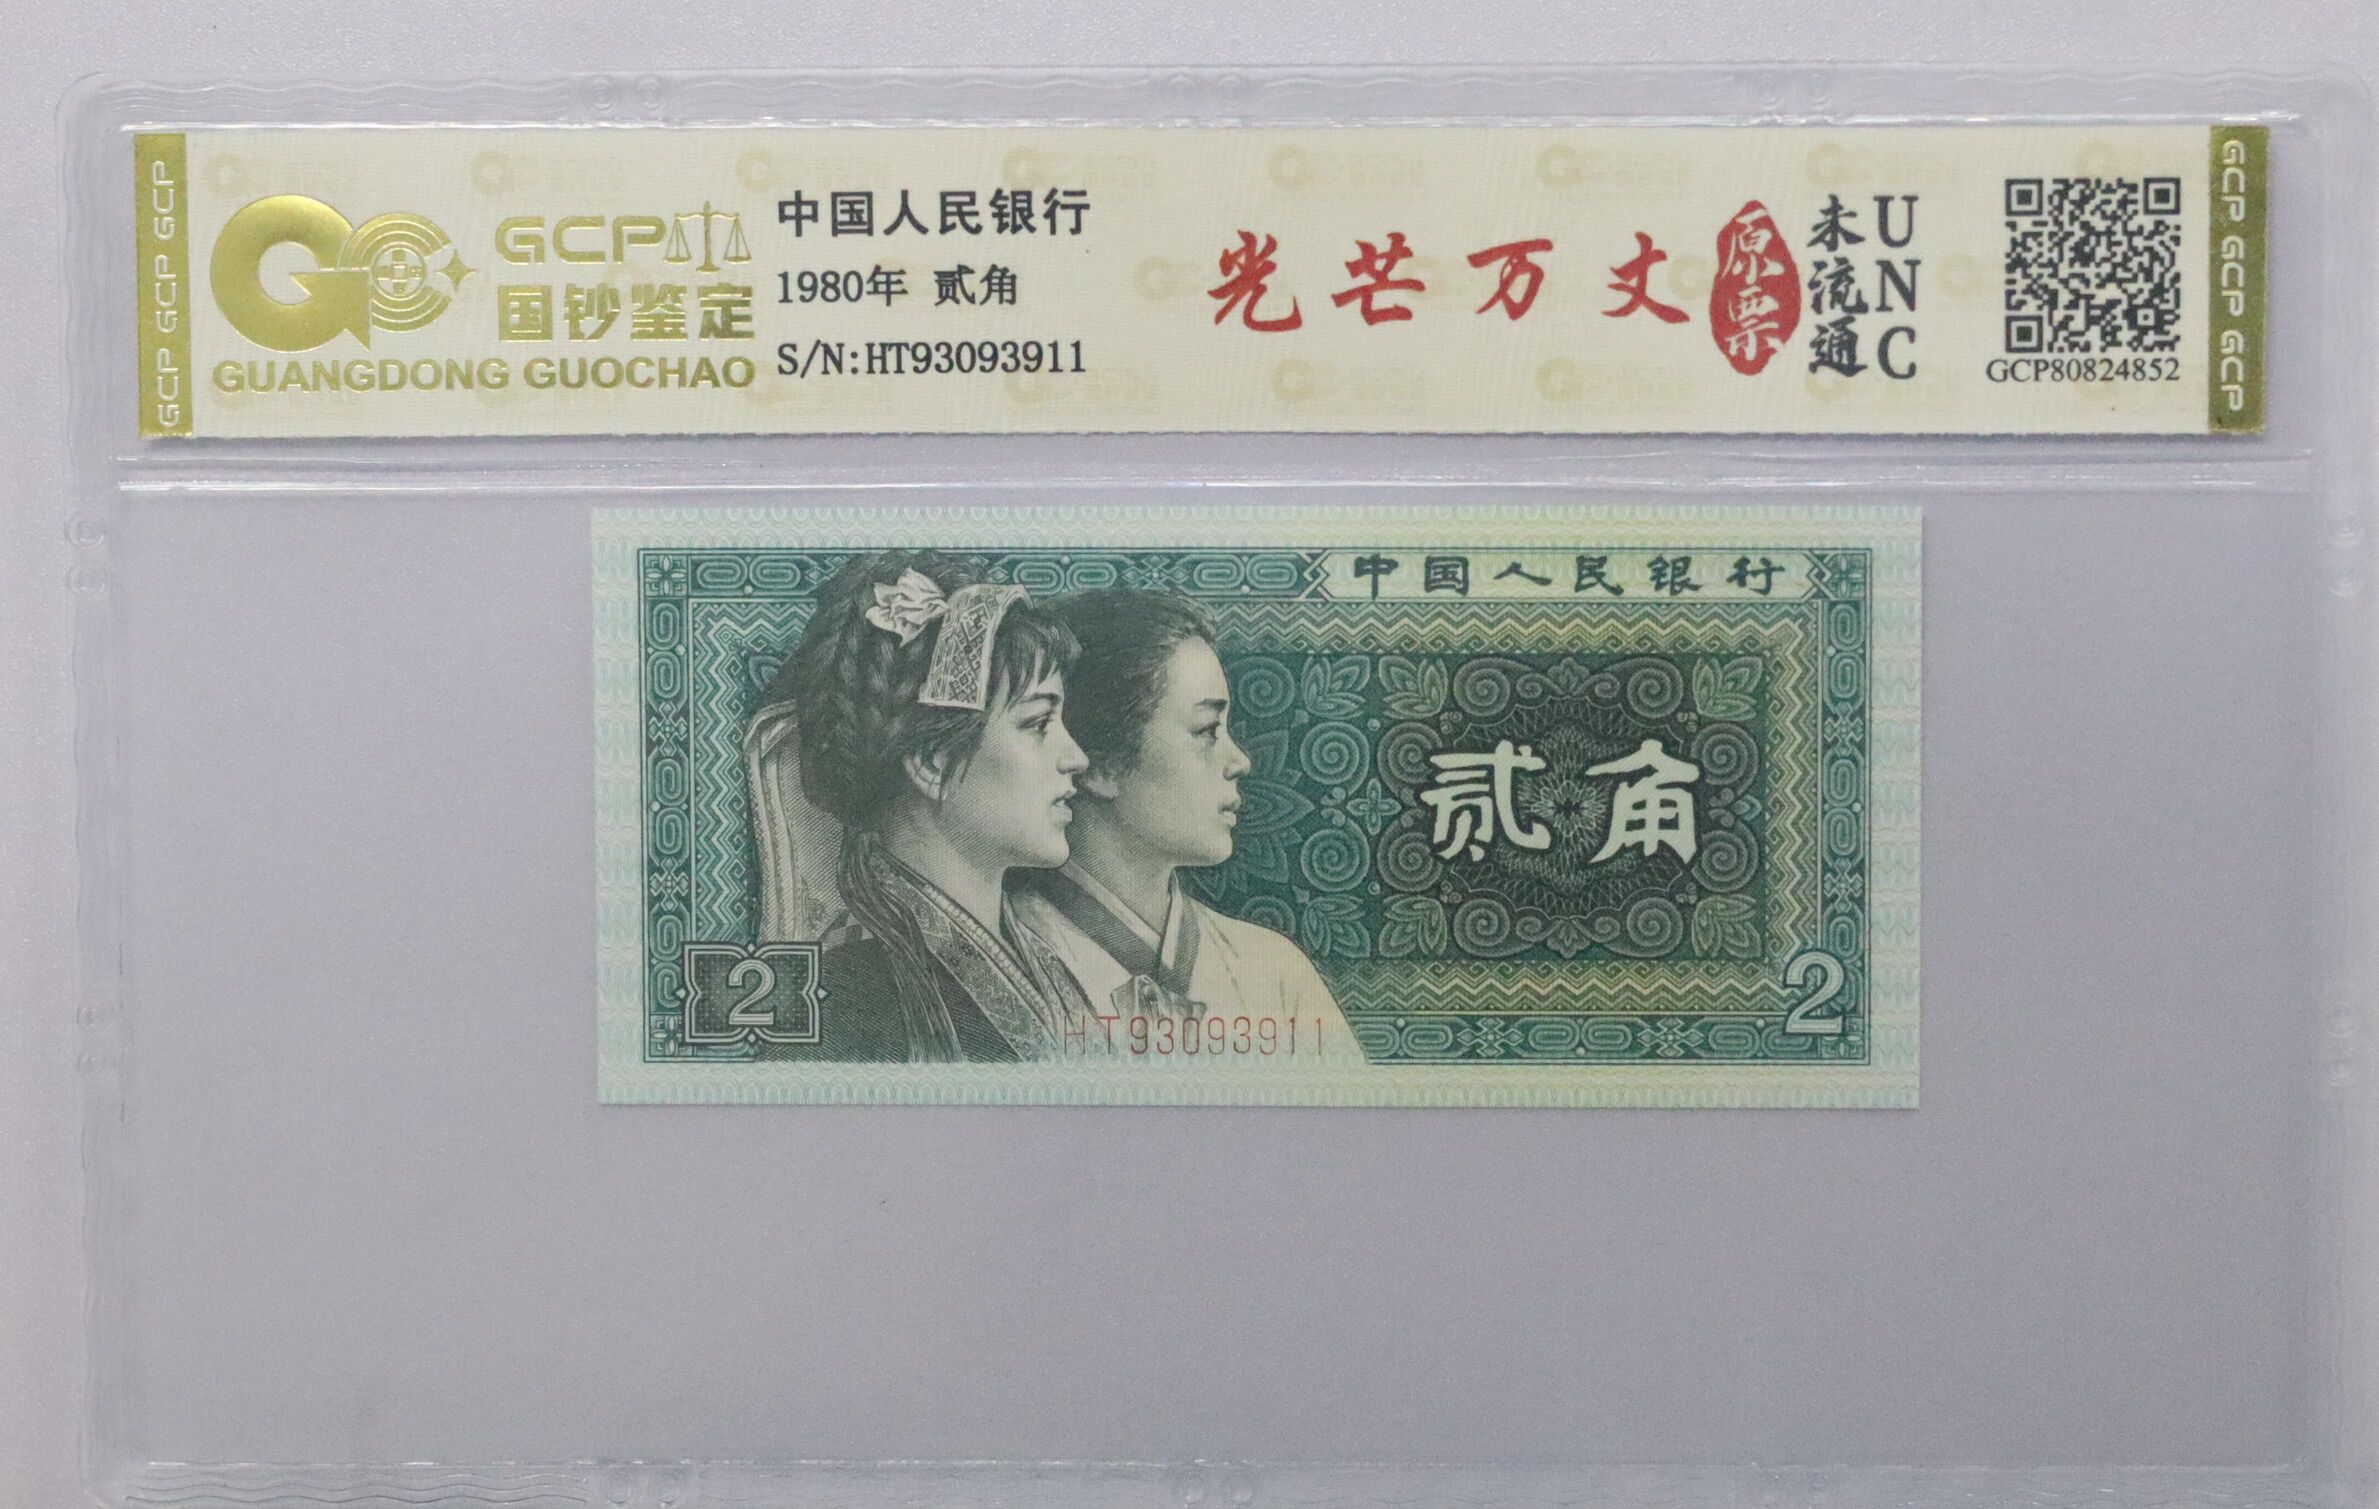 GCP GCP GCP
GCP
国钞鉴定
GUANGDONG GUOCHAO
中国人民银行
1980年 贰角
S/N:HT93093911
光芒万丈
原票
未流通
UNC
GCP80824852
GCP GCP GCP
中国人民银行
贰角
2
HT93093911
2